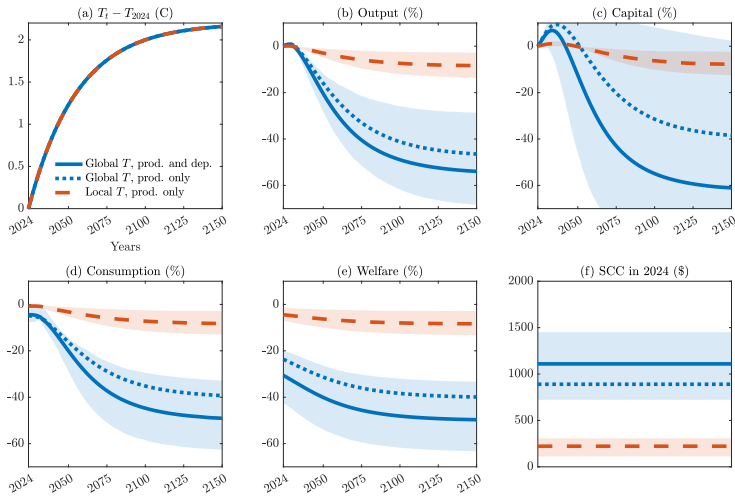 (a) Tₜ − T₂₀₂₄ (C)
2
1.5
1
0.5
0
Global T, prod. and dep.
Global T, prod. only
Local T, prod. only
2024 2050 2075 2100 2125 2150
Years
(b) Output (%)
0
-20
-40
-60
2024 2050 2075 2100 2125 2150
(c) Capital (%)
0
-20
-40
-60
2024 2050 2075 2100 2125 2150
(d) Consumption (%)
0
-20
-40
-60
2024 2050 2075 2100 2125 2150
(e) Welfare (%)
0
-20
-40
-60
2024 2050 2075 2100 2125 2150
(f) SCC in 2024 ($)
2000
1500
1000
500
0